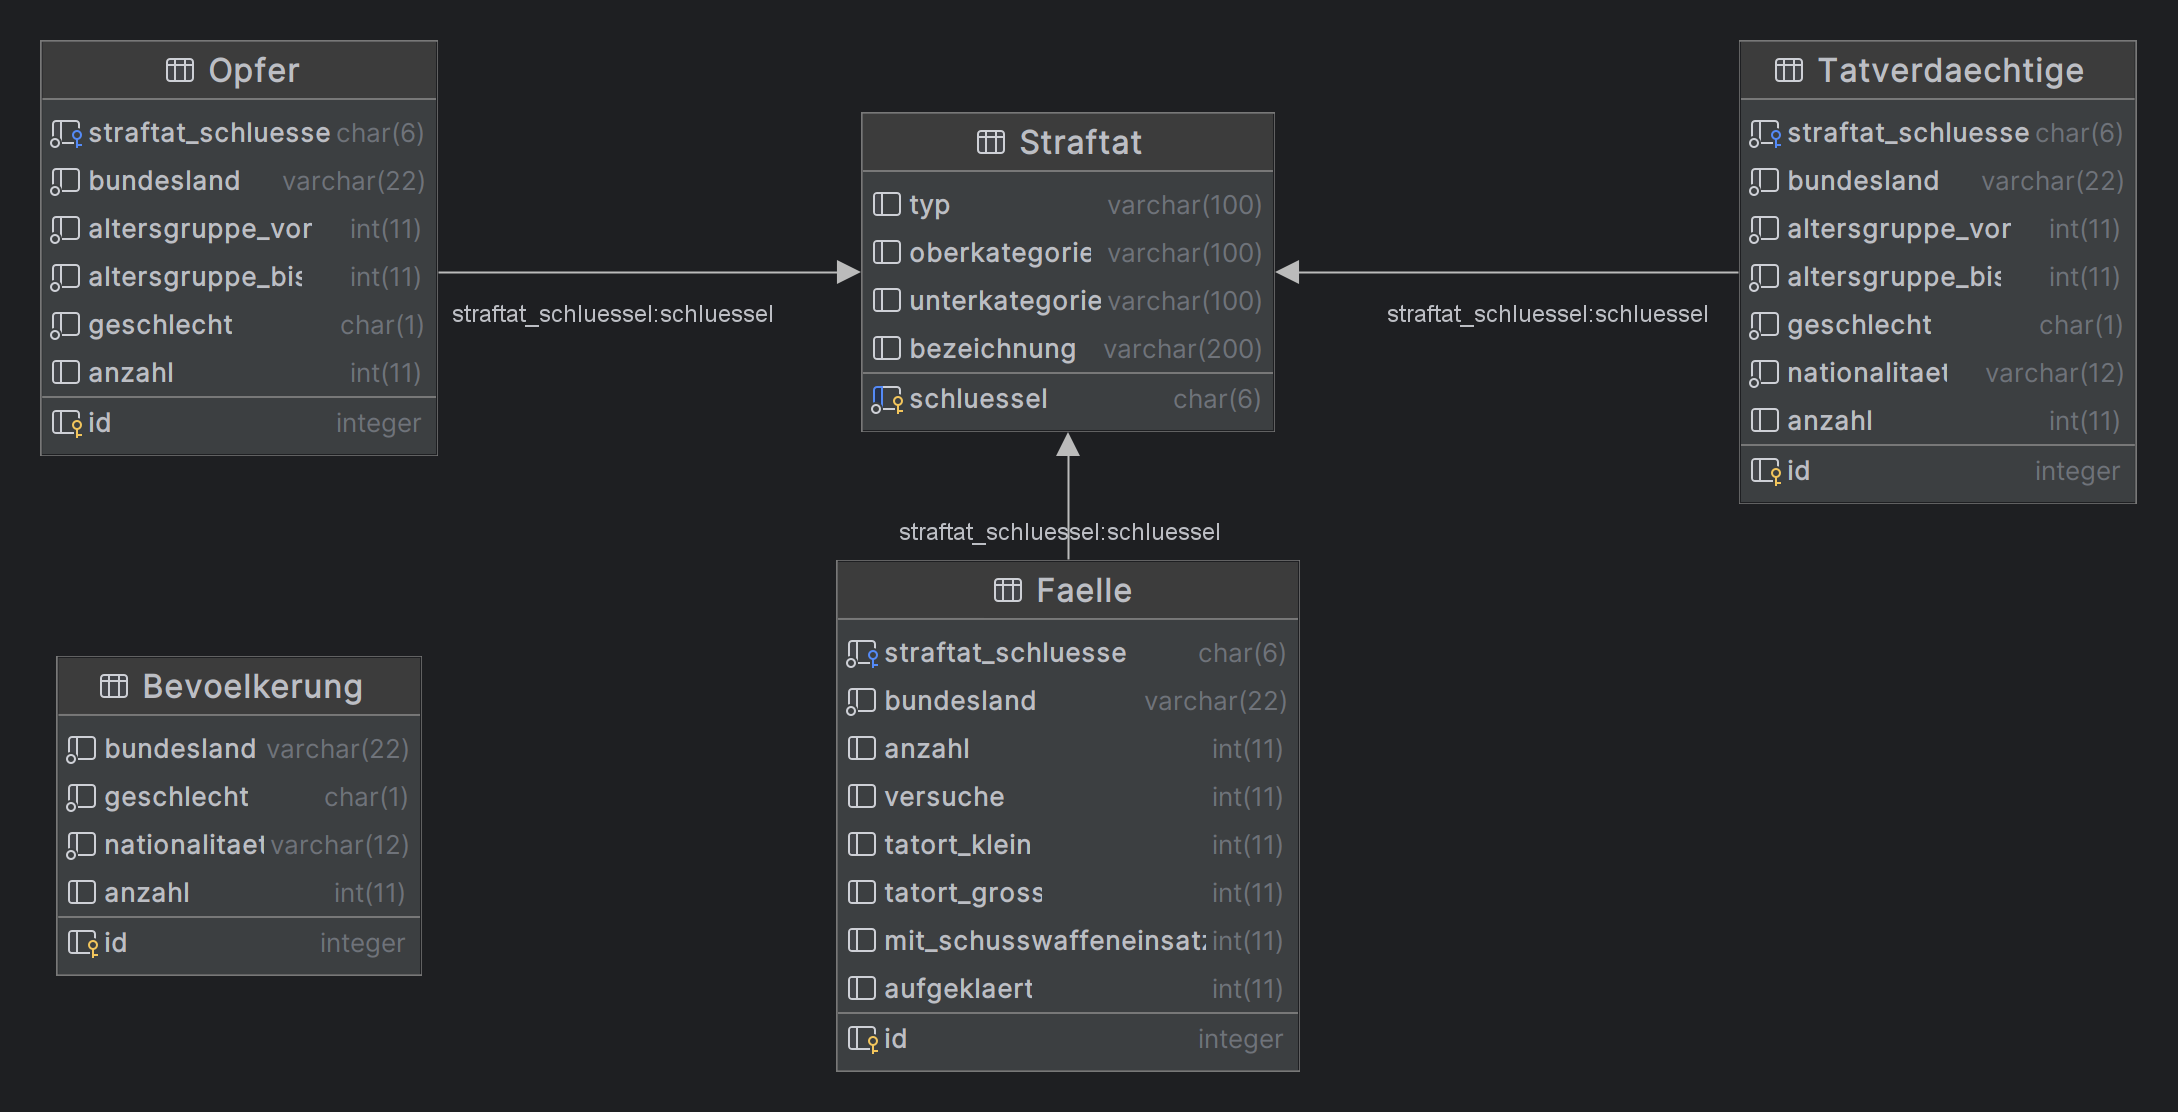 Opfer
straftat_schluesse char(6)
bundesland varchar(22)
altersgruppe_vor int(11)
altersgruppe_bis int(11)
geschlecht char(1)
anzahl int(11)
id integer
straftat_schluessel:schluessel
Straftat
typ varchar(100)
oberkategorie varchar(100)
unterkategorie varchar(100)
bezeichnung varchar(200)
schluessel char(6)
straftat_schluessel:schluessel
Tatverdaechtige
straftat_schluesse char(6)
bundesland varchar(22)
altersgruppe_vor int(11)
altersgruppe_bis int(11)
geschlecht char(1)
nationalitaet varchar(12)
anzahl int(11)
id integer
straftat_schluessel:schluessel
Faelle
straftat_schluesse char(6)
bundesland varchar(22)
anzahl int(11)
versuche int(11)
tatort_klein int(11)
tatort_gross int(11)
mit_schusswaffeneinsatz int(11)
aufgeklaert int(11)
id integer
Bevoelkerung
bundesland varchar(22)
geschlecht char(1)
nationalitaet varchar(12)
anzahl int(11)
id integer